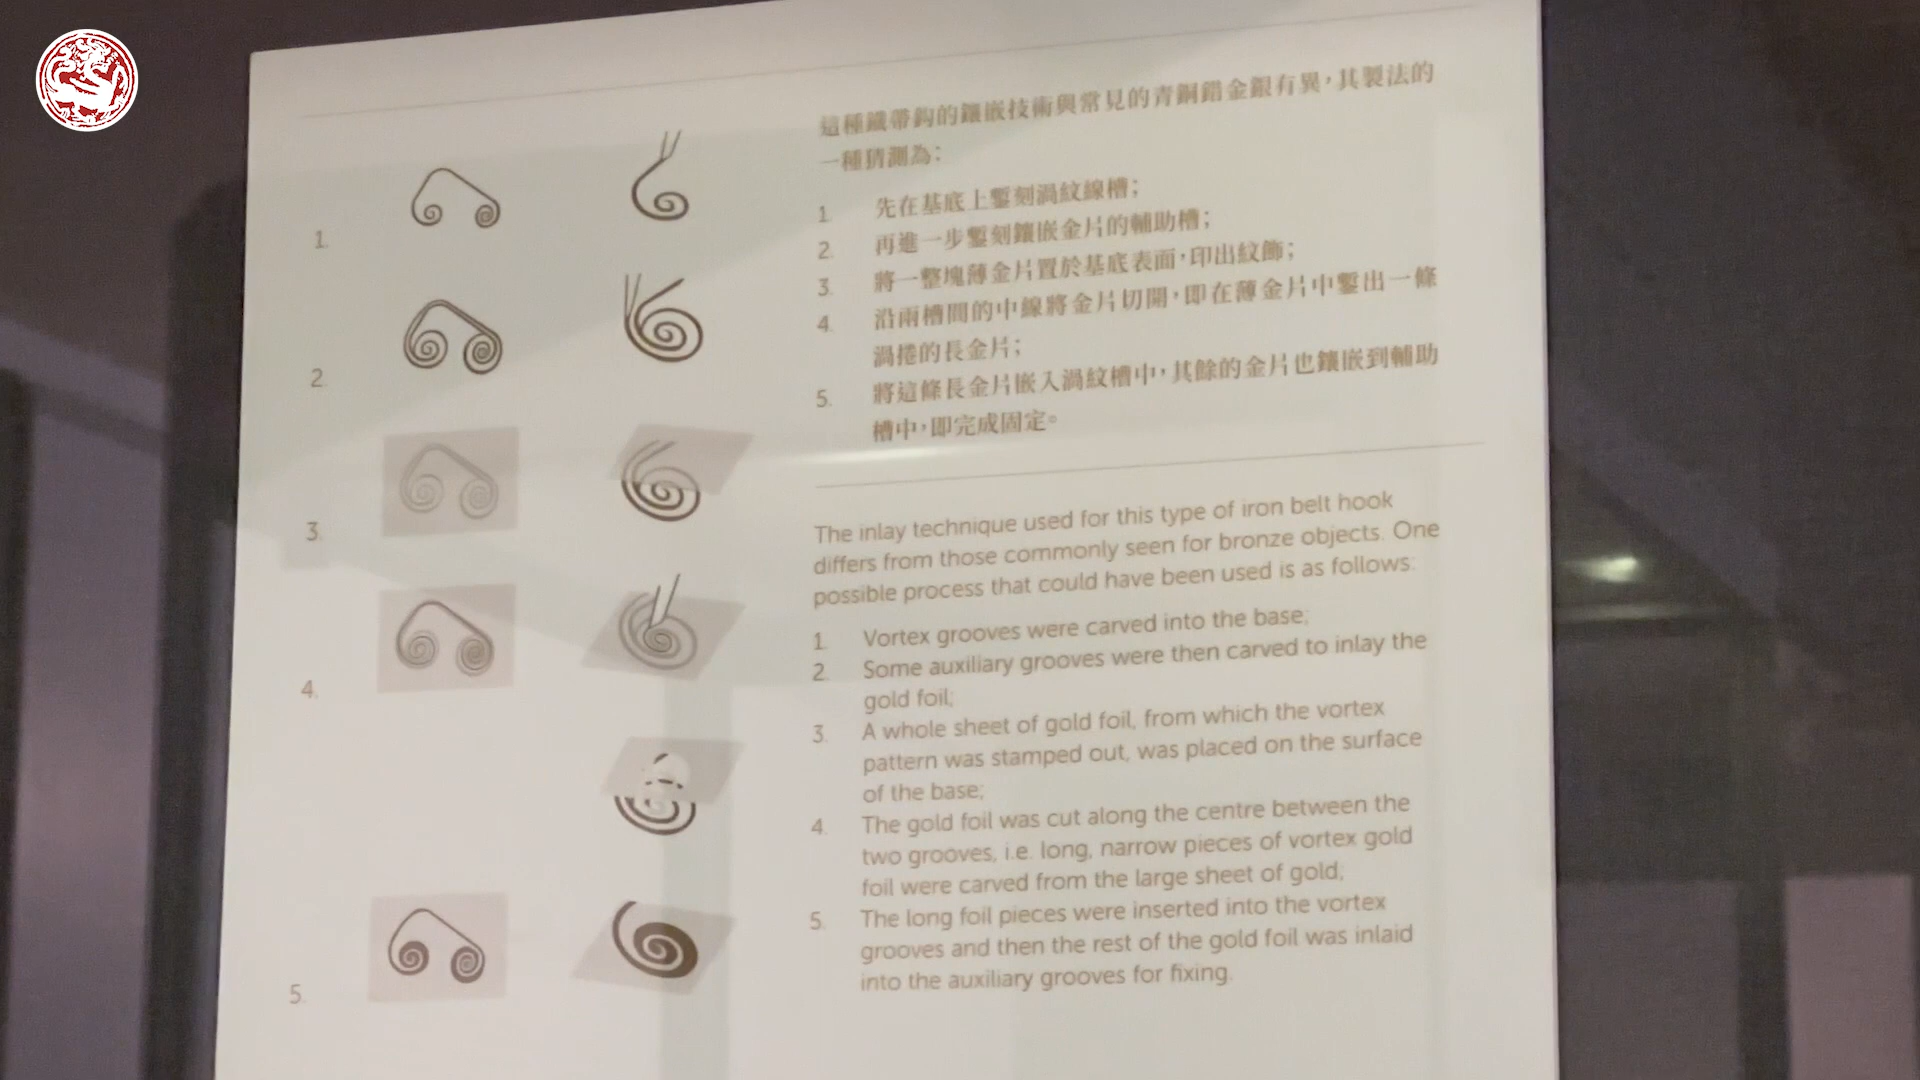 這種鐵帶鈎的鑲嵌技術與常見的青銅錯金銀有異，其製法的
一種猜測為：
1. 先在基底上鏨刻渦紋線槽；
2. 再進一步鏨刻鑲嵌金片的輔助槽；
3. 將一整塊薄金片置於基底表面，印出紋飾；
4. 沿兩槽間的中線將金片切開，即在薄金片中鏨出一條
渦捲的長金片；
5. 將這條長金片嵌入渦紋槽中，其餘的金片也鑲嵌到輔助
槽中，即完成固定。
The inlay technique used for this type of iron belt hook
differs from those commonly seen for bronze objects. One
possible process that could have been used is as follows:
1. Vortex grooves were carved into the base;
2. Some auxiliary grooves were then carved to inlay the
gold foil;
3. A whole sheet of gold foil, from which the vortex
pattern was stamped out, was placed on the surface
of the base;
4. The gold foil was cut along the centre between the
two grooves, i.e. long, narrow pieces of vortex gold
foil were carved from the large sheet of gold;
5. The long foil pieces were inserted into the vortex
grooves and then the rest of the gold foil was inlaid
into the auxiliary grooves for fixing.
1.
2.
3.
4.
5.